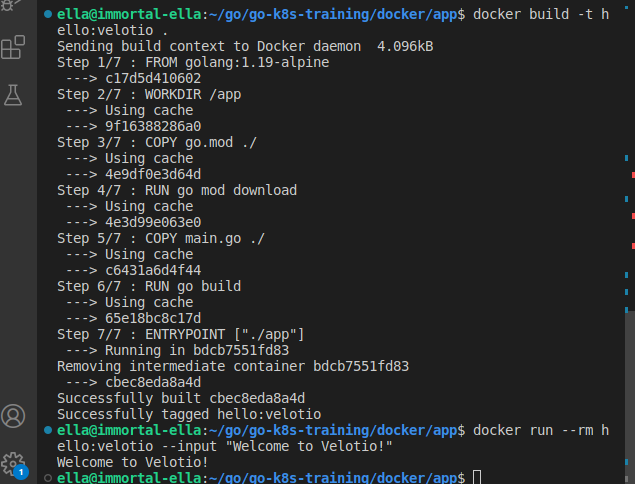 ella@immortal-ella:~/go/go-k8s-training/docker/app$ docker build -t h
ello:velotio .
Sending build context to Docker daemon  4.096kB
Step 1/7 : FROM golang:1.19-alpine
 ---> c17d5d410602
Step 2/7 : WORKDIR /app
 ---> Using cache
 ---> 9f16388286a0
Step 3/7 : COPY go.mod ./
 ---> Using cache
 ---> 4e9df0e3d64d
Step 4/7 : RUN go mod download
 ---> Using cache
 ---> 4e3d99e063e0
Step 5/7 : COPY main.go ./
 ---> Using cache
 ---> c6431a6d4f44
Step 6/7 : RUN go build
 ---> Using cache
 ---> 65e18bc8c17d
Step 7/7 : ENTRYPOINT ["./app"]
 ---> Running in bdcb7551fd83
Removing intermediate container bdcb7551fd83
 ---> cbec8eda8a4d
Successfully built cbec8eda8a4d
Successfully tagged hello:velotio
ella@immortal-ella:~/go/go-k8s-training/docker/app$ docker run --rm h
ello:velotio --input "Welcome to Velotio!"
Welcome to Velotio!
ella@immortal-ella:~/go/go-k8s-training/docker/app$
1